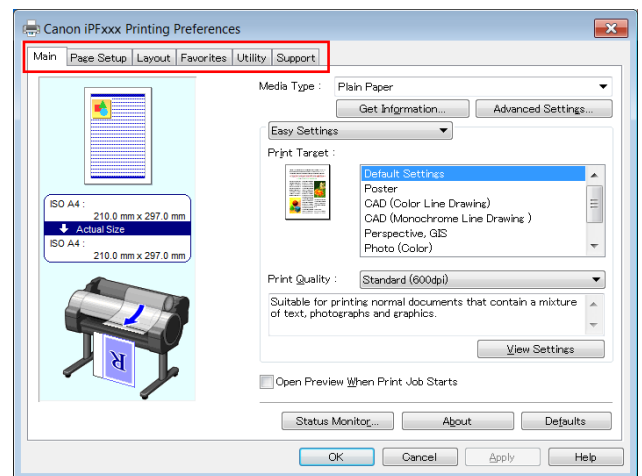 Canon iPFxxx Printing Preferences
Main Page Setup Layout Favorites Utility Support
Media Type : Plain Paper
Get Information... Advanced Settings...
Easy Settings
Print Target :
Default Settings
Poster
CAD (Color Line Drawing)
CAD (Monochrome Line Drawing )
Perspective, GIS
Photo (Color)
ISO A4 :
210.0 mm x 297.0 mm
Actual Size
ISO A4 :
210.0 mm x 297.0 mm
R
Print Quality : Standard (600dpi)
Suitable for printing normal documents that contain a mixture
of text, photographs and graphics.
View Settings
Open Preview When Print Job Starts
Status Monitor... About Defaults
OK Cancel Apply Help